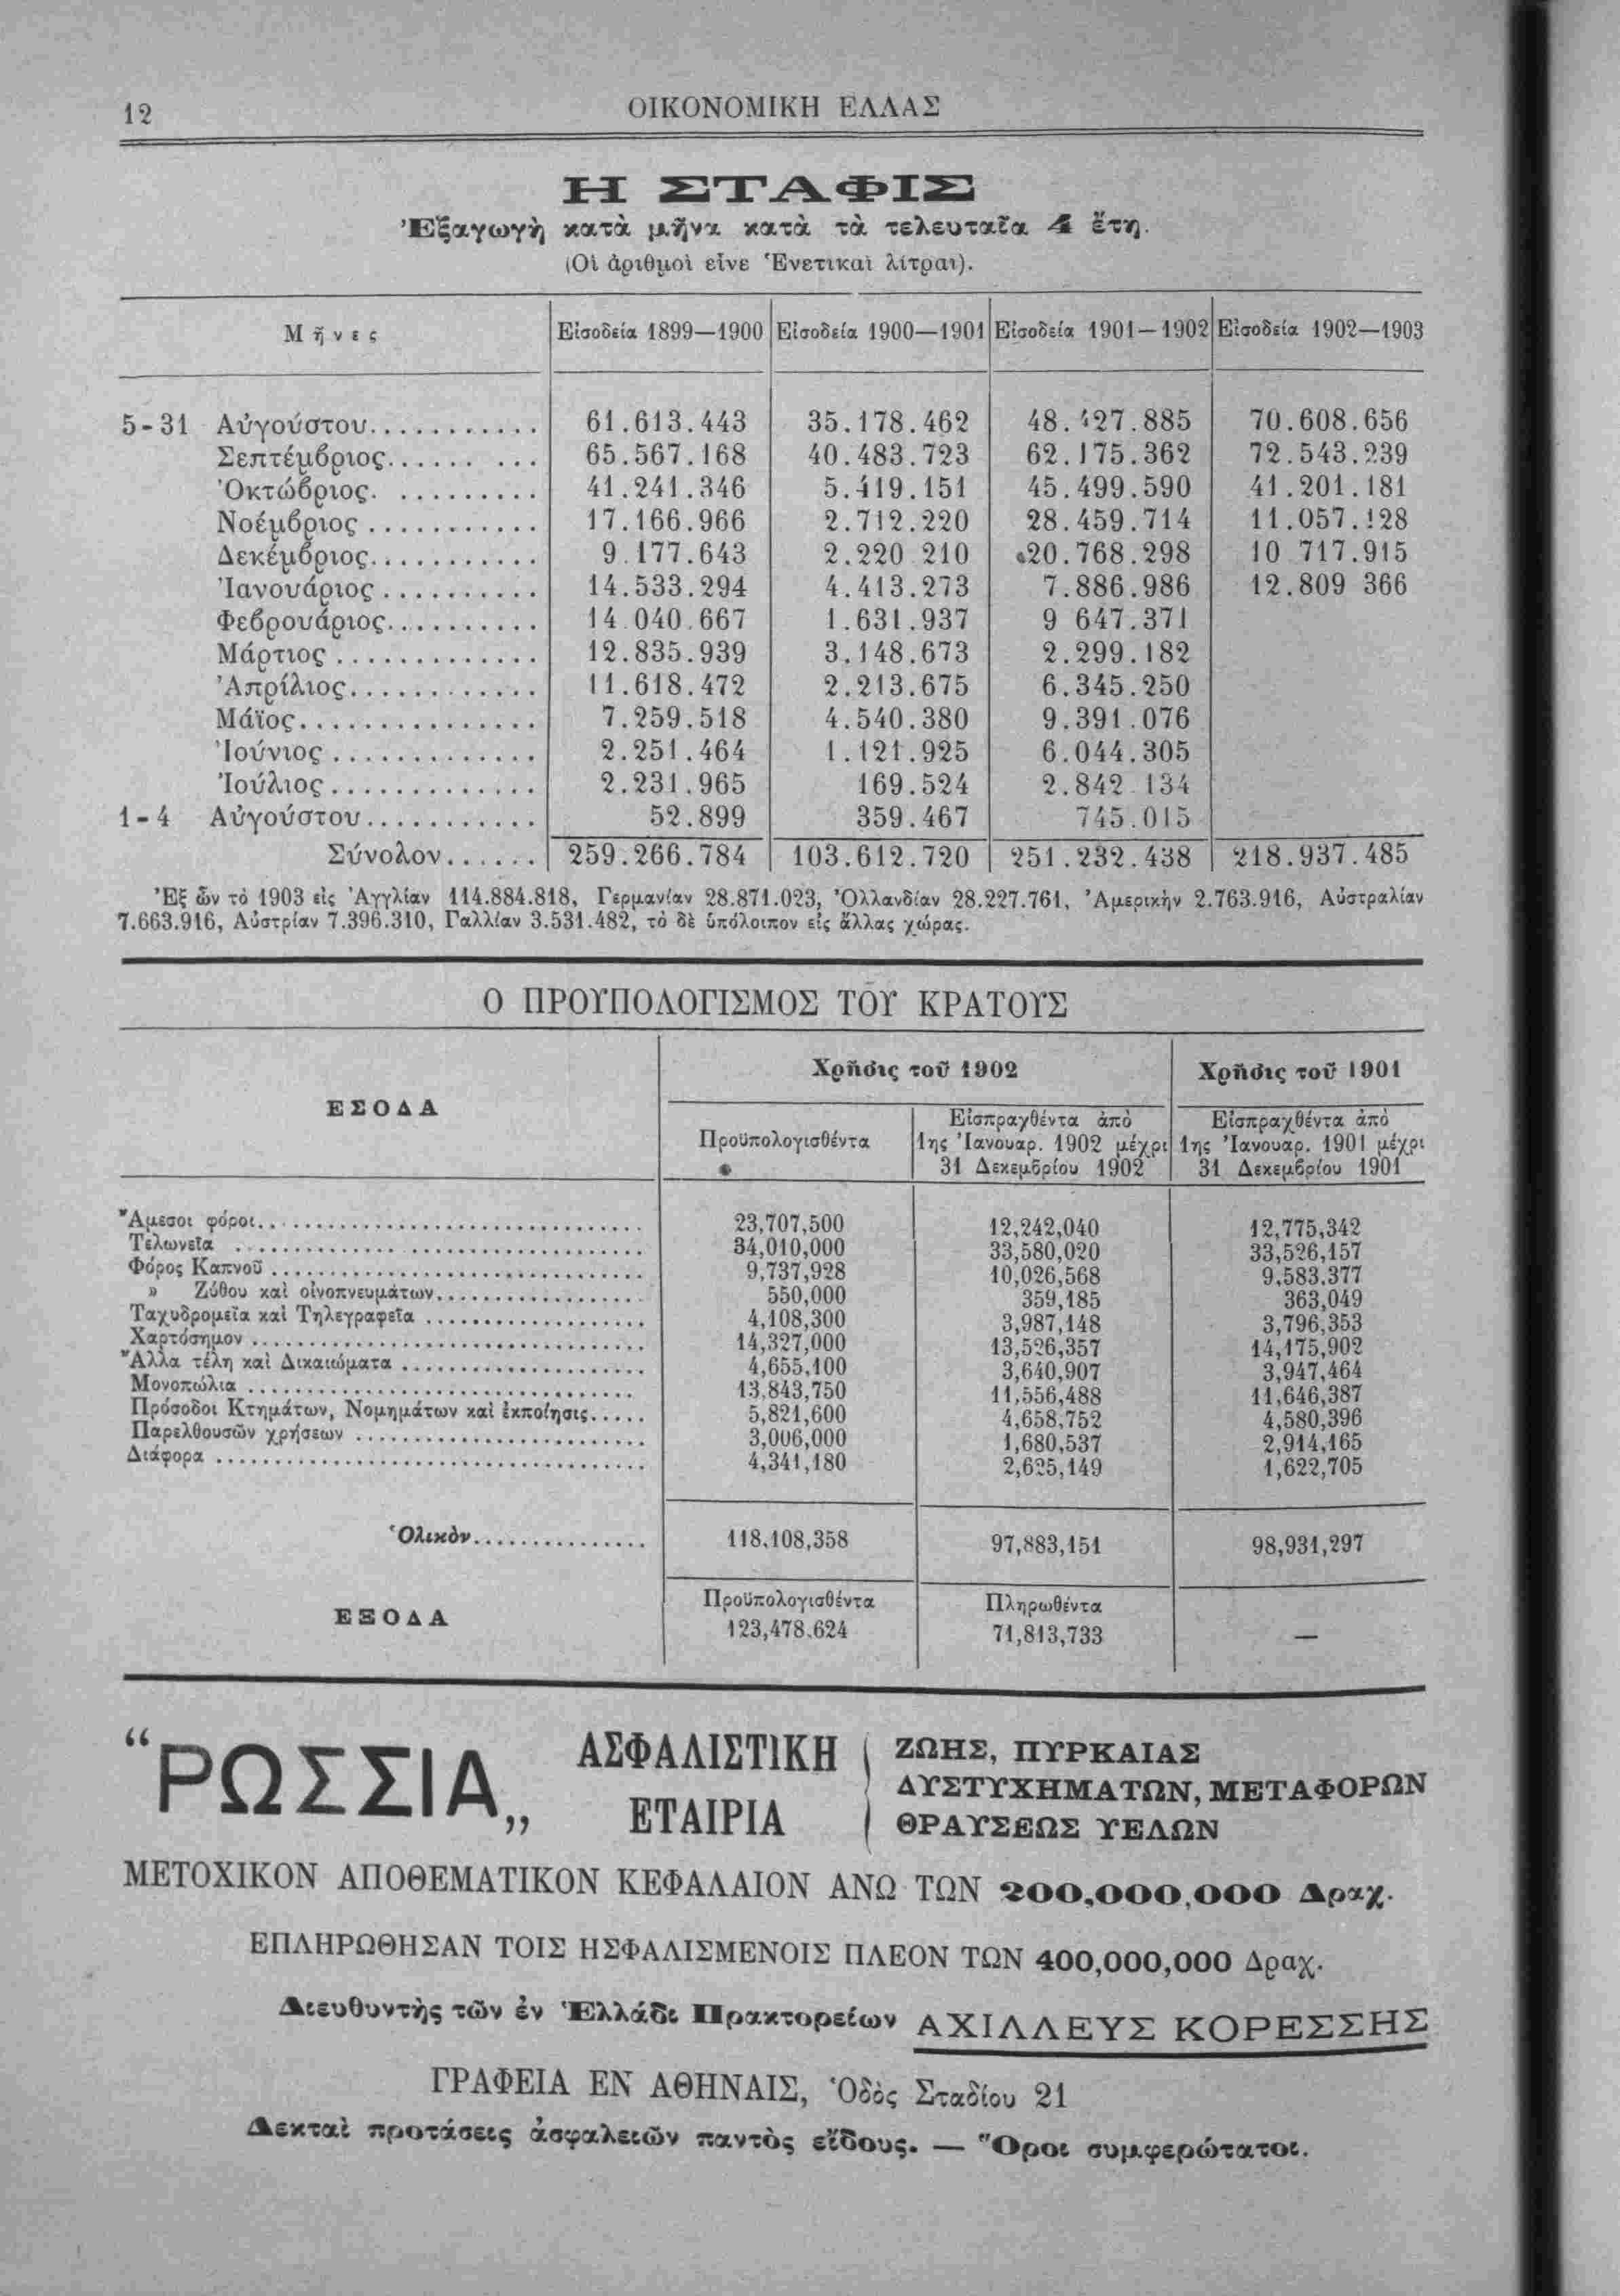 12
ΟΙΚΟΝΟΜΙΚΗ ΕΛΛΑΣ
Η ΣΤΑΦΙΣ
Ἐξαγωγὴ κατὰ μῆνα κατὰ τὰ τελευταῖα 4 ἔτη.
(Οἱ ἀριθμοὶ εἶνε Ἑνετικαὶ λίτραι).
Μῆνες Εἰσοδεία 1899—1900 Εἰσοδεία 1900—1901 Εἰσοδεία 1901—1902 Εἰσοδεία 1902—1903
5-31 Αὐγούστου........... 61.613.443 35.178.462 48.427.885 70.608.656
Σεπτέμβριος...... ... 65.567.168 40.483.723 62.175.362 72.543.239
Ὀκτώβριος. ......... 41.241.346 5.419.151 45.499.590 41.201.181
Νοέμβριος ........... 17.166.966 2.712.220 28.459.714 11.057.128
Δεκέμβριος........... 9.177.643 2.220 210 20.768.298 10 717.915
Ἰανουάριος .......... 14.533.294 4.413.273 7.886.986 12.809 366
Φεβρουάριος.......... 14.040.667 1.631.937 9 647.371
Μάρτιος ............. 12.835.939 3.148.673 2.299.182
Ἀπρίλιος............ 11.618.472 2.213.675 6.345.250
Μάϊος............... 7.259.518 4.540.380 9.391.076
Ἰούνιος ............. 2.251.464 1.121.925 6.044.305
Ἰούλιος ............. 2.231.965 169.524 2.842 134
1-4 Αὐγούστου........... 52.899 359.467 745.015
Σύνολον...... 259.266.784 103.612.720 251.232.438 218.937.485
Ἐξ ὧν τὸ 1903 εἰς Ἀγγλίαν 114.884.818, Γερμανίαν 28.871.023, Ὀλλανδίαν 28.227.761, Ἀμερικὴν 2.763.916, Αὐστραλίαν
7.663.916, Αὐστρίαν 7.396.310, Γαλλίαν 3.531.482, τὸ δὲ ὑπόλοιπον εἰς ἄλλας χώρας.
Ο ΠΡΟΥΠΟΛΟΓΙΣΜΟΣ ΤΟΥ ΚΡΑΤΟΥΣ
ΕΣΟΔΑ Χρῆσις τοῦ 1902 Χρῆσις τοῦ 1901
Προϋπολογισθέντα Εἰσπραχθέντα ἀπὸ 1ης Ἰανουαρ. 1902 μέχρι 31 Δεκεμβρίου 1902 Εἰσπραχθέντα ἀπὸ 1ης Ἰανουαρ. 1901 μέχρι 31 Δεκεμβρίου 1901
Ἄμεσοι φόροι.................... 23,707,500 12,242,040 12,775,342
Τελωνεῖα .................... 34,010,000 33,580,020 33,526,157
Φόρος Καπνοῦ .................... 9,737,928 10,026,568 9,583.377
» Ζύθου καὶ οἰνοπνευμάτων.................... 550,000 359,185 363,049
Ταχυδρομεῖα καὶ Τηλεγραφεῖα .................... 4,108,300 3,987,148 3,796,353
Χαρτόσημον .................... 14,327,000 13,526,357 14,175,902
Ἄλλα τέλη καὶ Δικαιώματα .................... 4,655,100 3,640,907 3,947,464
Μονοπώλια .................... 13.843,750 11,556,488 11,646,387
Πρόσοδοι Κτημάτων, Νομημάτων καὶ ἐκποίησις..... 5,821,600 4,658,752 4,580,396
Παρελθουσῶν χρήσεων .................... 3,006,000 1,680,537 2,914,165
Διάφορα .................... 4,341,180 2,625,149 1,622,705
Ὁλικὸν............... 118.108,358 97,883,151 98,931,297
ΕΞΟΔΑ Προϋπολογισθέντα Πληρωθέντα
123,478.624 71,813,733 —
“ΡΩΣΣΙΑ„
ΑΣΦΑΛΙΣΤΙΚΗ
ΕΤΑΙΡΙΑ
ΖΩΗΣ, ΠΥΡΚΑΙΑΣ
ΔΥΣΤΥΧΗΜΑΤΩΝ, ΜΕΤΑΦΟΡΩΝ
ΘΡΑΥΣΕΩΣ ΥΕΛΩΝ
ΜΕΤΟΧΙΚΟΝ ΑΠΟΘΕΜΑΤΙΚΟΝ ΚΕΦΑΛΑΙΟΝ ΑΝΩ ΤΩΝ 200,000,000 Δραχ.
ΕΠΛΗΡΩΘΗΣΑΝ ΤΟΙΣ ΗΣΦΑΛΙΣΜΕΝΟΙΣ ΠΛΕΟΝ ΤΩΝ 400,000,000 Δραχ.
Διευθυντὴς τῶν ἐν Ἑλλάδι Πρακτορείων ΑΧΙΛΛΕΥΣ ΚΟΡΕΣΣΗΣ
ΓΡΑΦΕΙΑ ΕΝ ΑΘΗΝΑΙΣ, Ὁδὸς Σταδίου 21
Δεκταὶ προτάσεις ἀσφαλειῶν παντὸς εἴδους. — Ὅροι συμφερώτατοι.